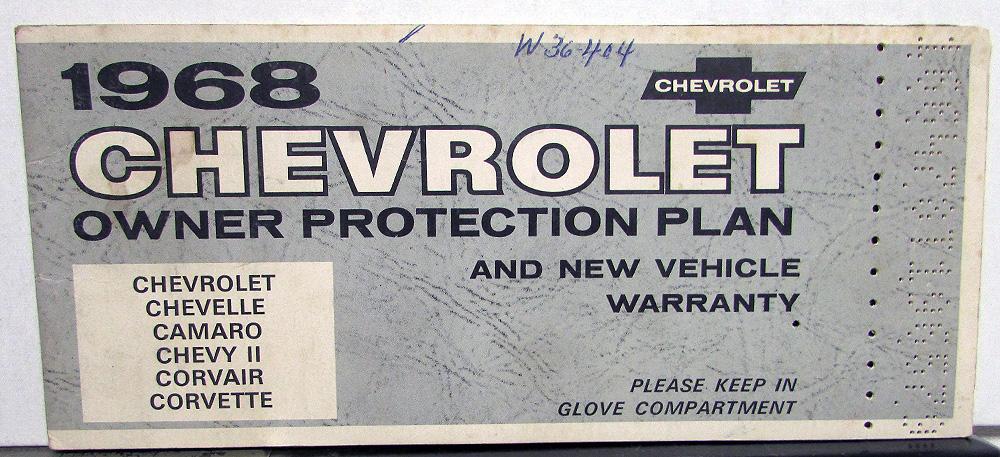 W 36-404
1968
CHEVROLET
CHEVROLET
OWNER PROTECTION PLAN
AND NEW VEHICLE
WARRANTY
CHEVROLET
CHEVELLE
CAMARO
CHEVY II
CORVAIR
CORVETTE
PLEASE KEEP IN
GLOVE COMPARTMENT